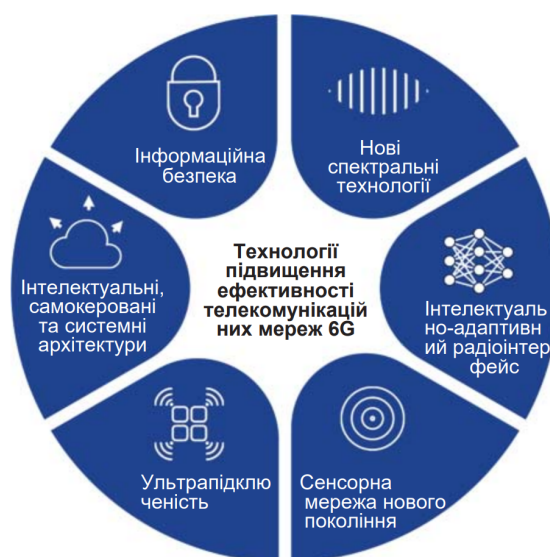 Інформаційна
безпека
Нові
спектральні
технології
Інтелектуальні,
самокеровані
та системні
архітектури
Технології
підвищення
ефективності
телекомунікацій
них мереж 6G
Інтелектуаль
но-адаптивн
ий радіоінтер
фейс
Ультрапідклю
ченість
Сенсорна
мережа нового
покоління